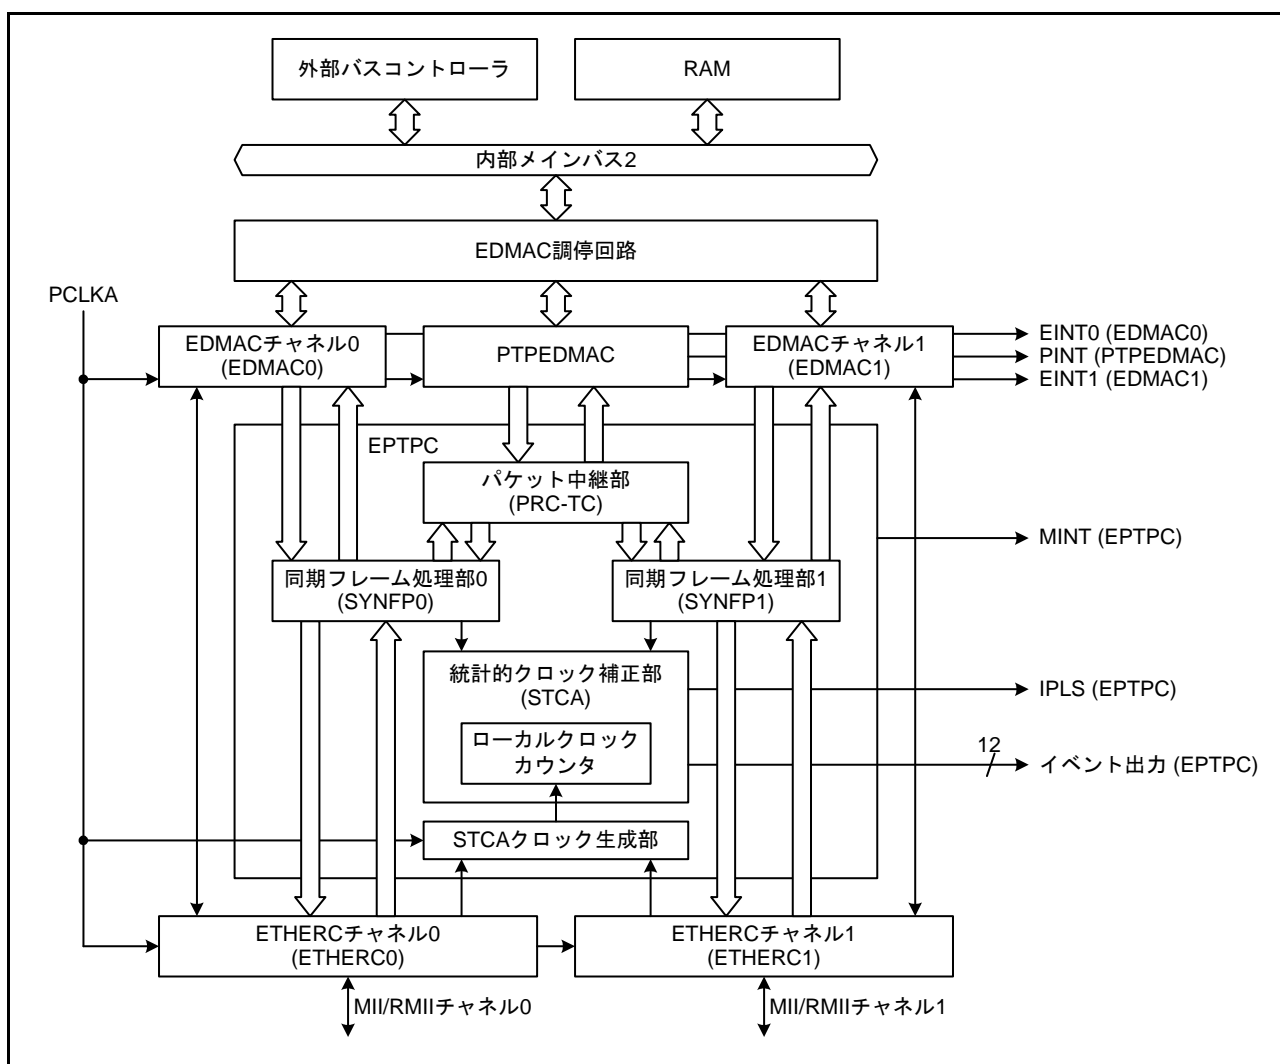 外部バスコントローラ
RAM
内部メインバス2
EDMAC調停回路
PCLKA
EDMACチャネル0
(EDMAC0)
PTPEDMAC
EDMACチャネル1
(EDMAC1)
EINT0 (EDMAC0)
PINT (PTPEDMAC)
EINT1 (EDMAC1)
EPTPC
パケット中継部
(PRC-TC)
MINT (EPTPC)
同期フレーム処理部0
(SYNFP0)
同期フレーム処理部1
(SYNFP1)
統計的クロック補正部
(STCA)
IPLS (EPTPC)
ローカルクロック
カウンタ
12
イベント出力 (EPTPC)
STCAクロック生成部
ETHERCチャネル0
(ETHERC0)
ETHERCチャネル1
(ETHERC1)
MII/RMIIチャネル0
MII/RMIIチャネル1